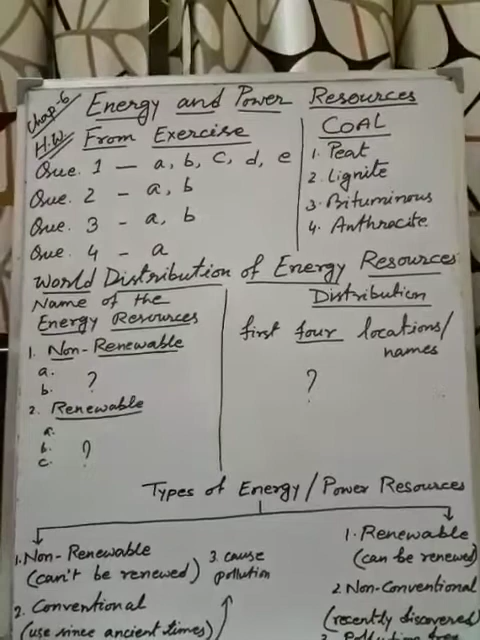 Chap-6 Energy and Power Resources
H.W. From Exercise
Que. 1 — a, b, c, d, e
Que. 2 - a, b
Que. 3 - a, b
Que. 4 - a
COAL
1. Peat
2. Lignite
3. Bituminous
4. Anthracite
World Distribution of Energy Resources
Name of the
Energy Resources
1. Non-Renewable
a.
b. ?
2. Renewable
a.
b. ?
c.
Distribution
first four locations/
names
?
Types of Energy/Power Resources
1. Non-Renewable
(can't be renewed)
2. Conventional
(use since ancient times)
3. cause
pollution
1. Renewable
(can be renewed)
2. Non-Conventional
(recently discovered)
3. Pollution free